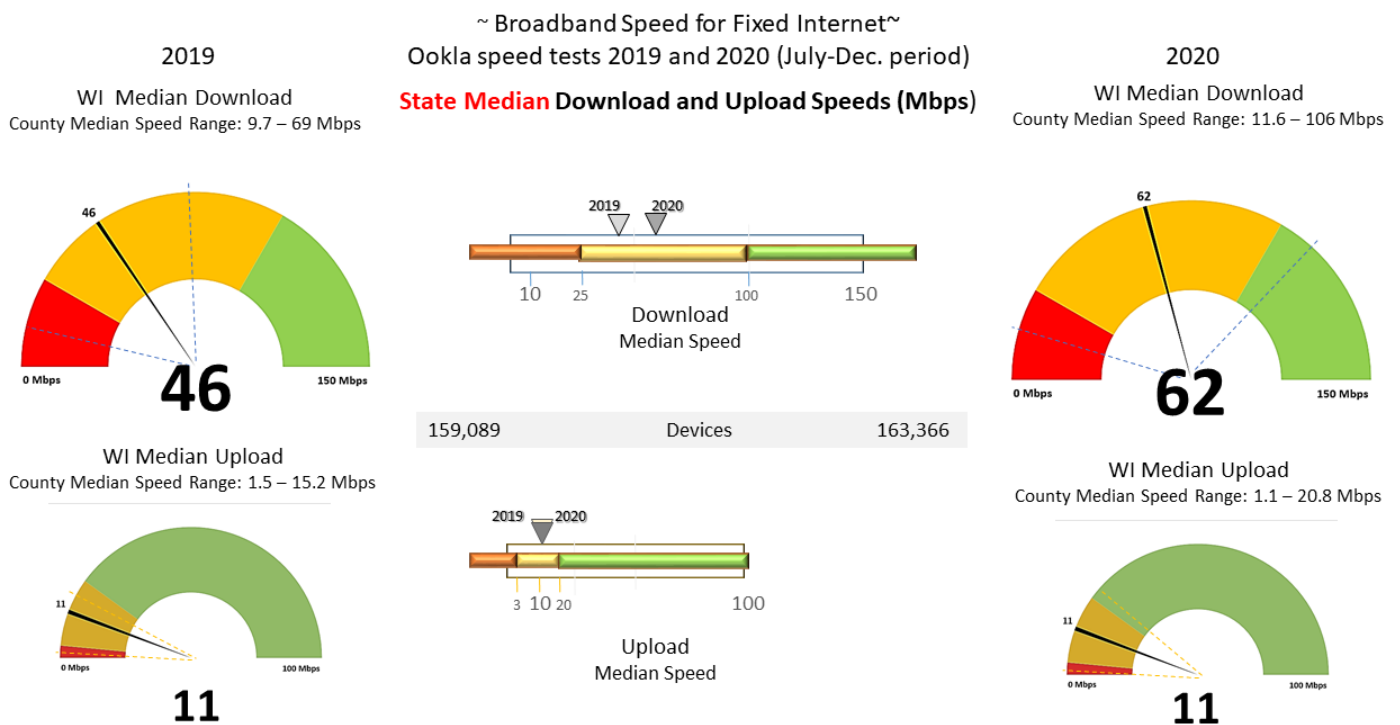 ~ Broadband Speed for Fixed Internet~
Ookla speed tests 2019 and 2020 (July-Dec. period)
State Median Download and Upload Speeds (Mbps)
2019
WI  Median Download
County Median Speed Range: 9.7 – 69 Mbps
46
0 Mbps
150 Mbps
46
WI Median Upload
County Median Speed Range: 1.5 – 15.2 Mbps
11
0 Mbps
100 Mbps
11
2019
2020
10
25
100
150
Download
Median Speed
159,089 Devices 163,366
2019
2020
3
10
20
100
Upload
Median Speed
2020
WI Median Download
County Median Speed Range: 11.6 – 106 Mbps
62
0 Mbps
150 Mbps
62
WI Median Upload
County Median Speed Range: 1.1 – 20.8 Mbps
11
0 Mbps
100 Mbps
11